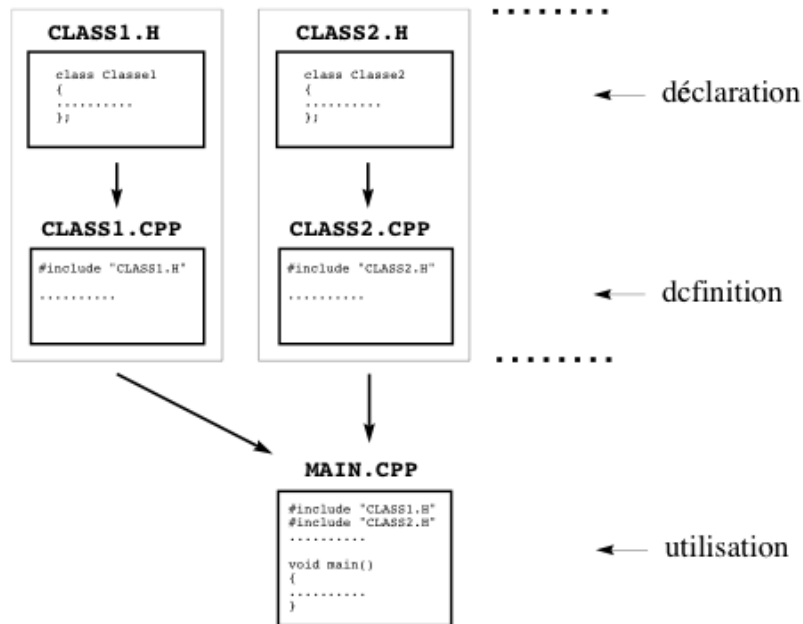 CLASS1.H
class Classe1
{
..........
};
CLASS1.CPP
#include "CLASS1.H"
..........
CLASS2.H
class Classe2
{
..........
};
CLASS2.CPP
#include "CLASS2.H"
..........
........
déclaration
dcfinition
........
MAIN.CPP
#include "CLASS1.H"
#include "CLASS2.H"
..........
void main()
{
..........
}
utilisation